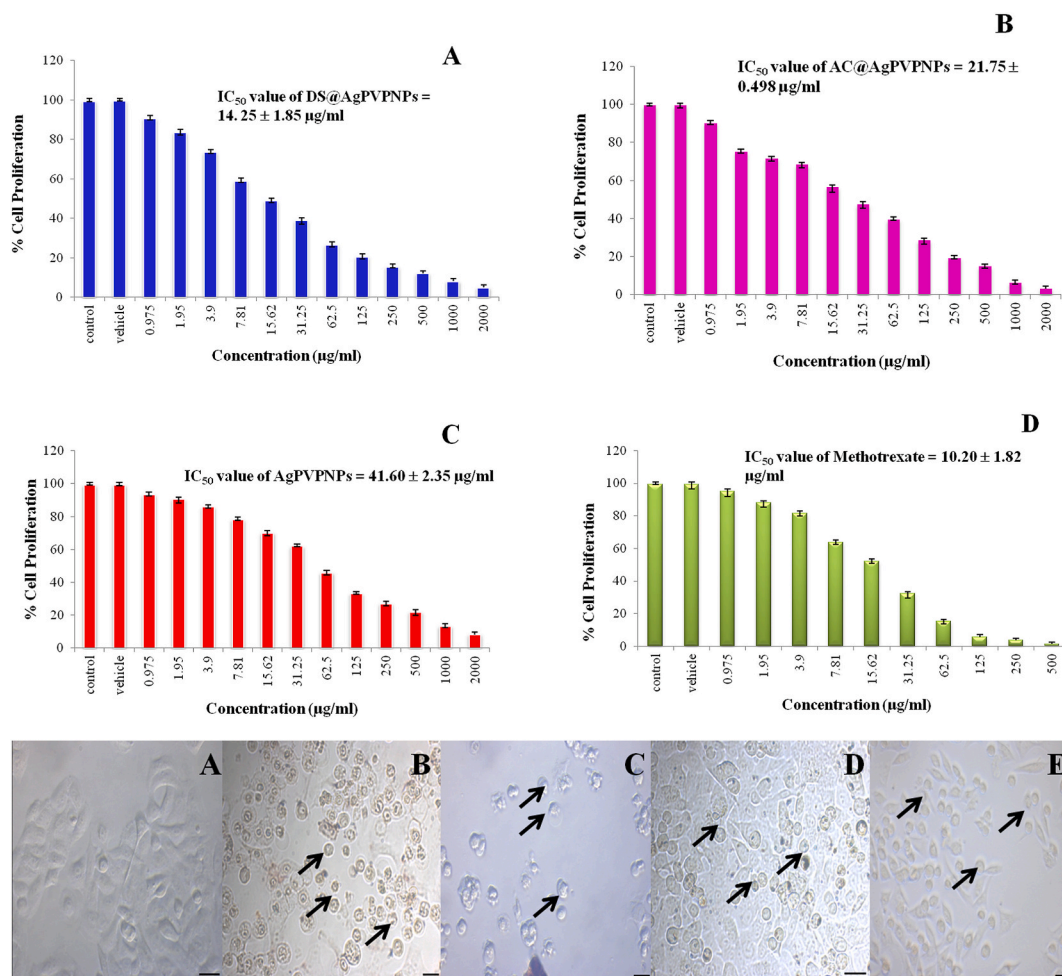 A
IC50 value of DS@AgPVPNPs =
14.25 ± 1.85 µg/ml
% Cell Proliferation
120
100
80
60
40
20
0
control
vehicle
0.975
1.95
3.9
7.81
15.62
31.25
62.5
125
250
500
1000
2000
Concentration (µg/ml)
B
IC50 value of AC@AgPVPNPs = 21.75 ±
0.498 µg/ml
% Cell Proliferation
120
100
80
60
40
20
0
control
vehicle
0.975
1.95
3.9
7.81
15.62
31.25
62.5
125
250
500
1000
2000
Concentration (µg/ml)
C
IC50 value of AgPVPNPs = 41.60 ± 2.35 µg/ml
% Cell Proliferation
120
100
80
60
40
20
0
control
vehicle
0.975
1.95
3.9
7.81
15.62
31.25
62.5
125
250
500
1000
2000
Concentration (µg/ml)
D
IC50 value of Methotrexate = 10.20 ± 1.82
µg/ml
% Cell Proliferation
120
100
80
60
40
20
0
control
vehicle
0.975
1.95
3.9
7.81
15.62
31.25
62.5
125
250
500
Concentration (µg/ml)
A
B
C
D
E